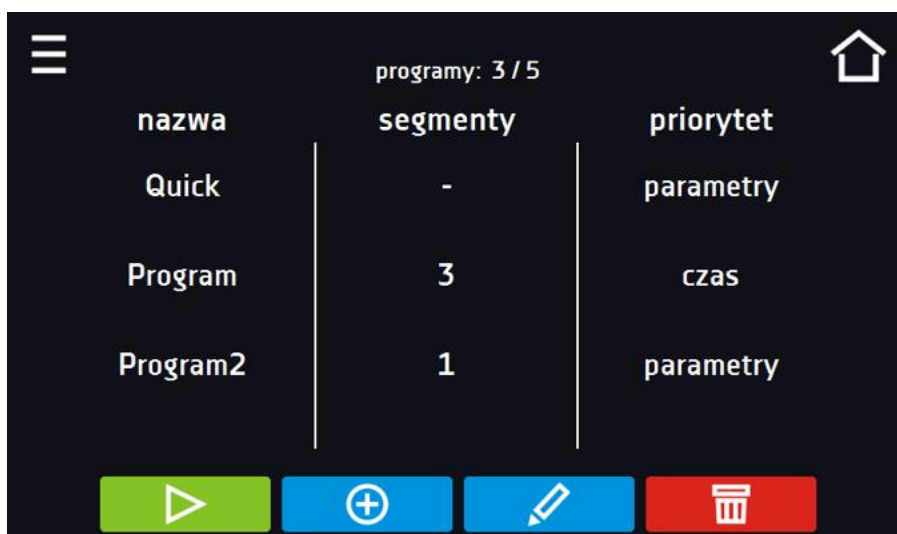 programy: 3 / 5
nazwa segmenty priorytet
Quick - parametry
Program 3 czas
Program2 1 parametry